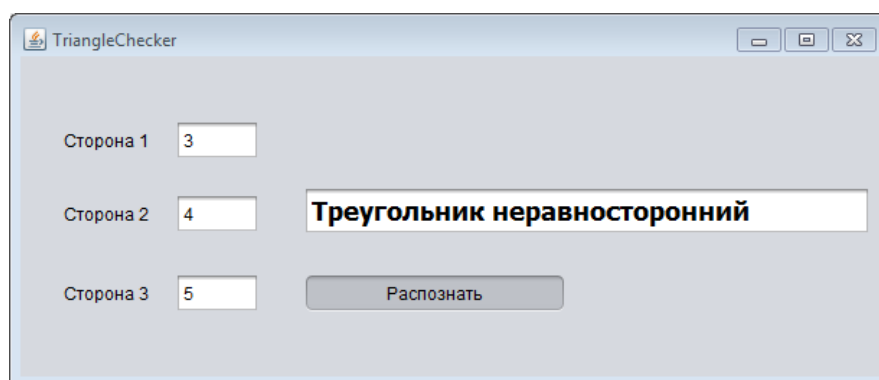 TriangleChecker
Сторона 1 3
Сторона 2 4 Треугольник неравносторонний
Сторона 3 5 Распознать